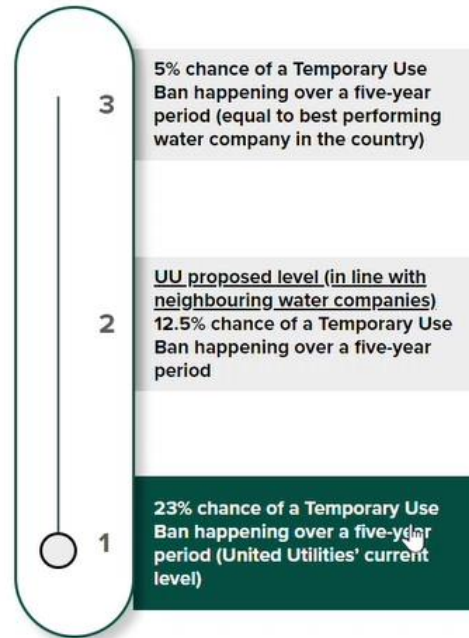 3
5% chance of a Temporary Use
Ban happening over a five-year
period (equal to best performing
water company in the country)
2
UU proposed level (in line with
neighbouring water companies)
12.5% chance of a Temporary Use
Ban happening over a five-year
period
1
23% chance of a Temporary Use
Ban happening over a five-year
period (United Utilities’ current
level)